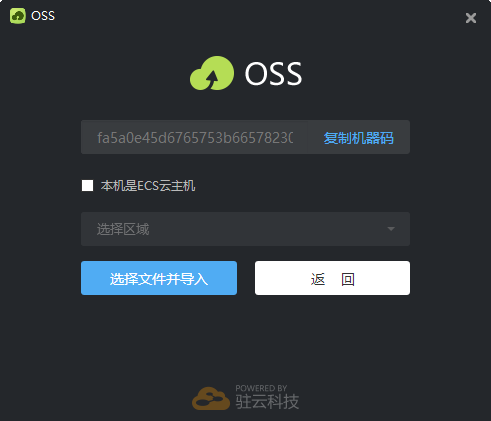 OSS
OSS
fa5a0e45d6765753b66578230 复制机器码
本机是ECS云主机
选择区域
选择文件并导入 返 回
POWERED BY
驻云科技